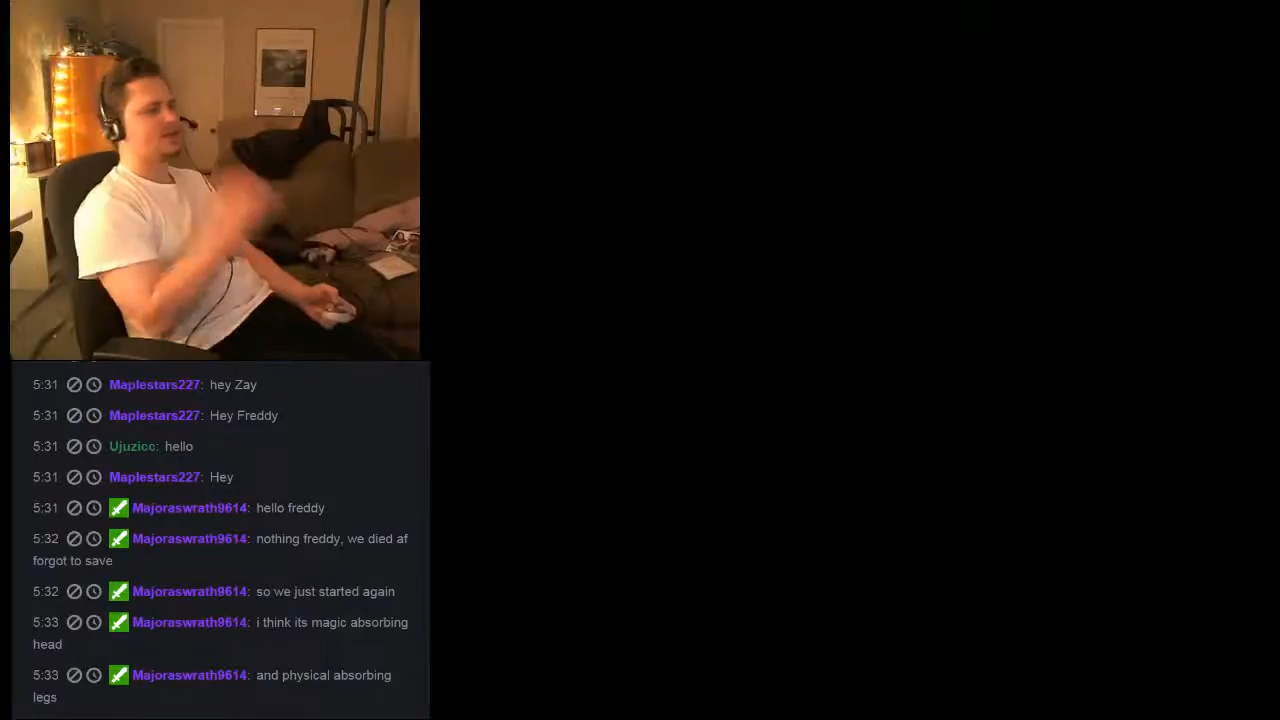 5:31 Maplestars227: hey Zay
5:31 Maplestars227: Hey Freddy
5:31 Ujuzicc: hello
5:31 Maplestars227: Hey
5:31 Majoraswrath9614: hello freddy
5:32 Majoraswrath9614: nothing freddy, we died af
forgot to save
5:32 Majoraswrath9614: so we just started again
5:33 Majoraswrath9614: i think its magic absorbing
head
5:33 Majoraswrath9614: and physical absorbing
legs